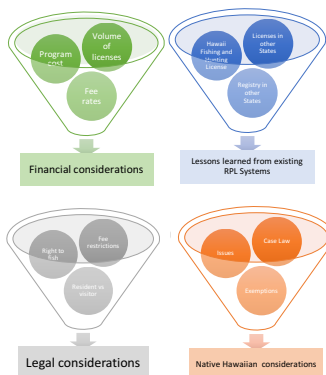 Program
cost
Volume
of
licenses
Fee
rates
Financial considerations
Hawaii
Fishing and
Hunting
License
Licenses in
other
States
Registry in
other
States
Lessons learned from existing
RPL Systems
Right to
fish
Fee
restrictions
Resident vs
visitor
Legal considerations
Issues
Case Law
Exemptions
Native Hawaiian considerations